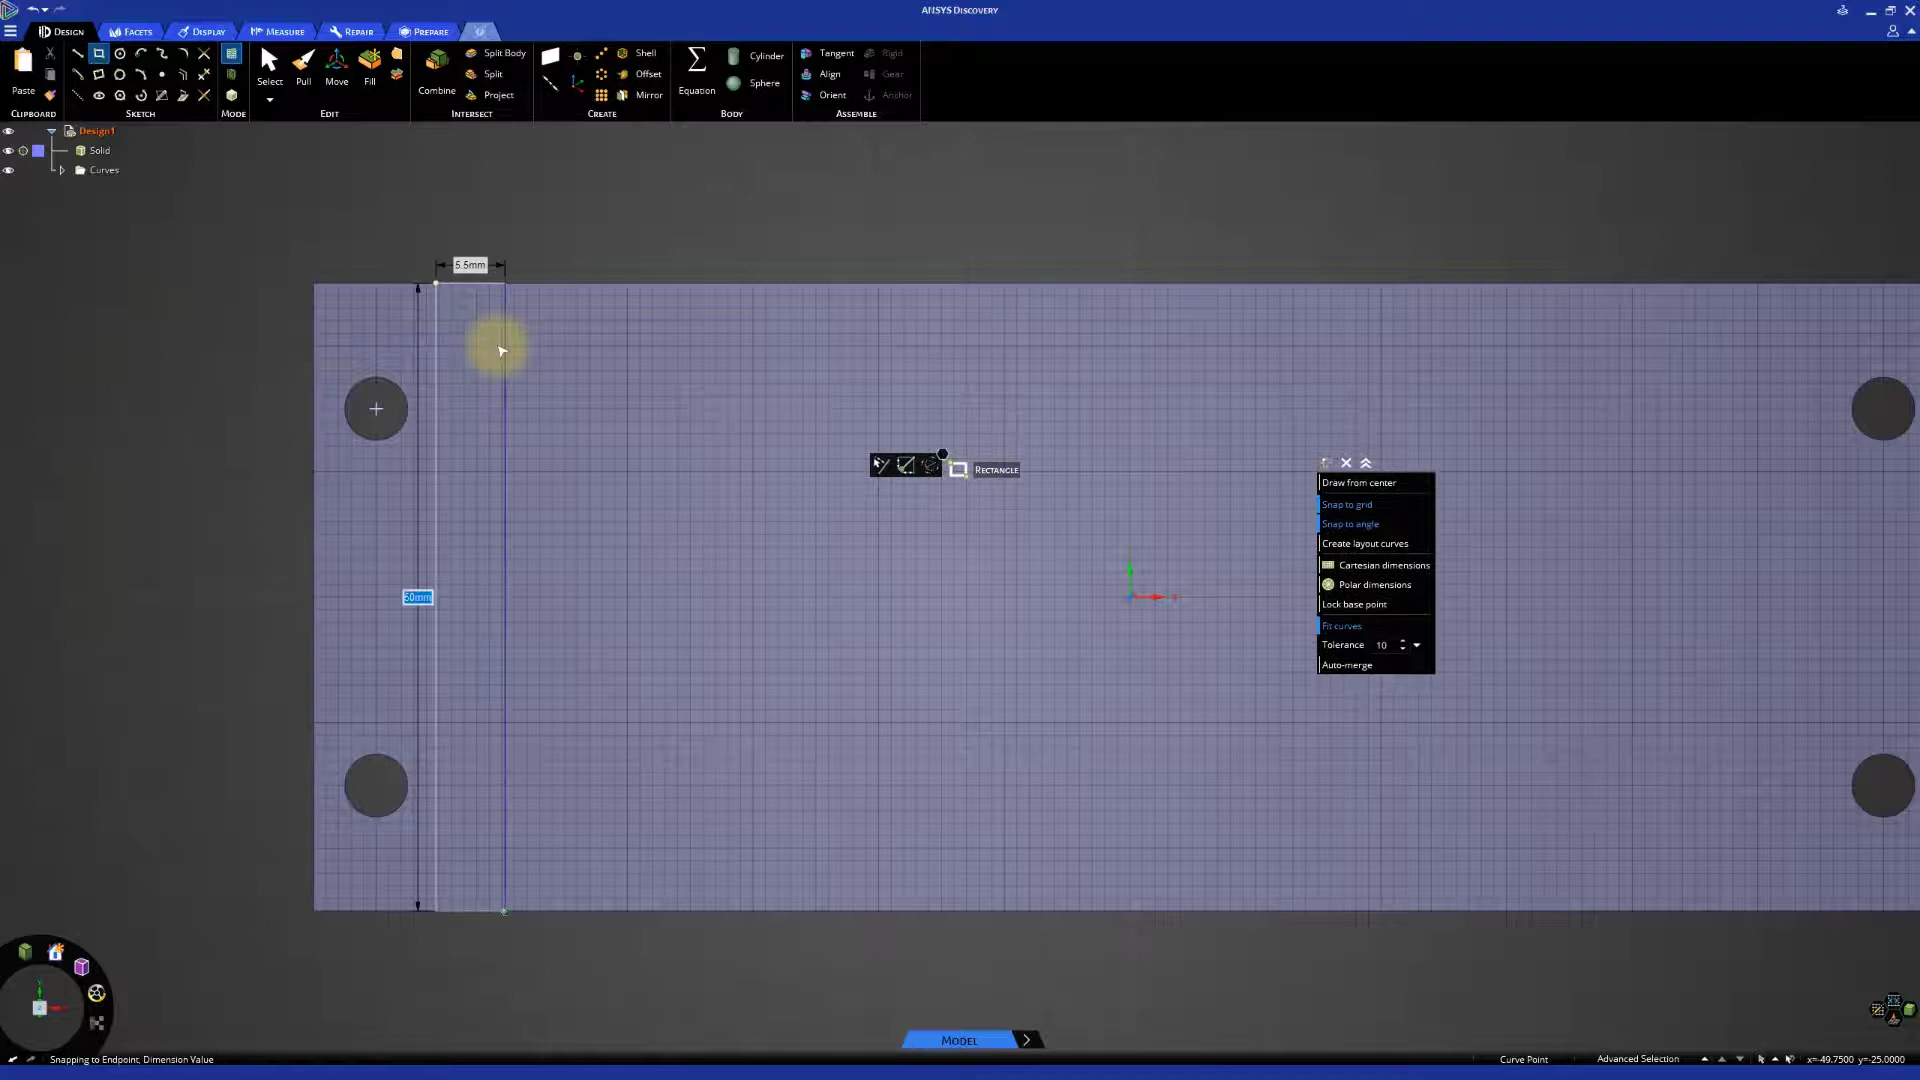 ANSYS Discovery
Design
Facets
Display
Measure
Repair
Prepare
Paste
Select
Pull
Move
Fill
Combine
Split Body
Split
Project
Shell
Offset
Mirror
Equation
Cylinder
Sphere
Tangent
Align
Orient
Rigid
Gear
Anchor
Clipboard
Sketch
Mode
Edit
Intersect
Create
Body
Assemble
Design1
Solid
Curves
5.5mm
50mm
Rectangle
Draw from center
Snap to grid
Snap to angle
Create layout curves
Cartesian dimensions
Polar dimensions
Lock base point
Fit curves
Tolerance 10
Auto-merge
Model
Snapping to Endpoint, Dimension Value
Curve Point
Advanced Selection
x=-49.7500 y=-25.0000